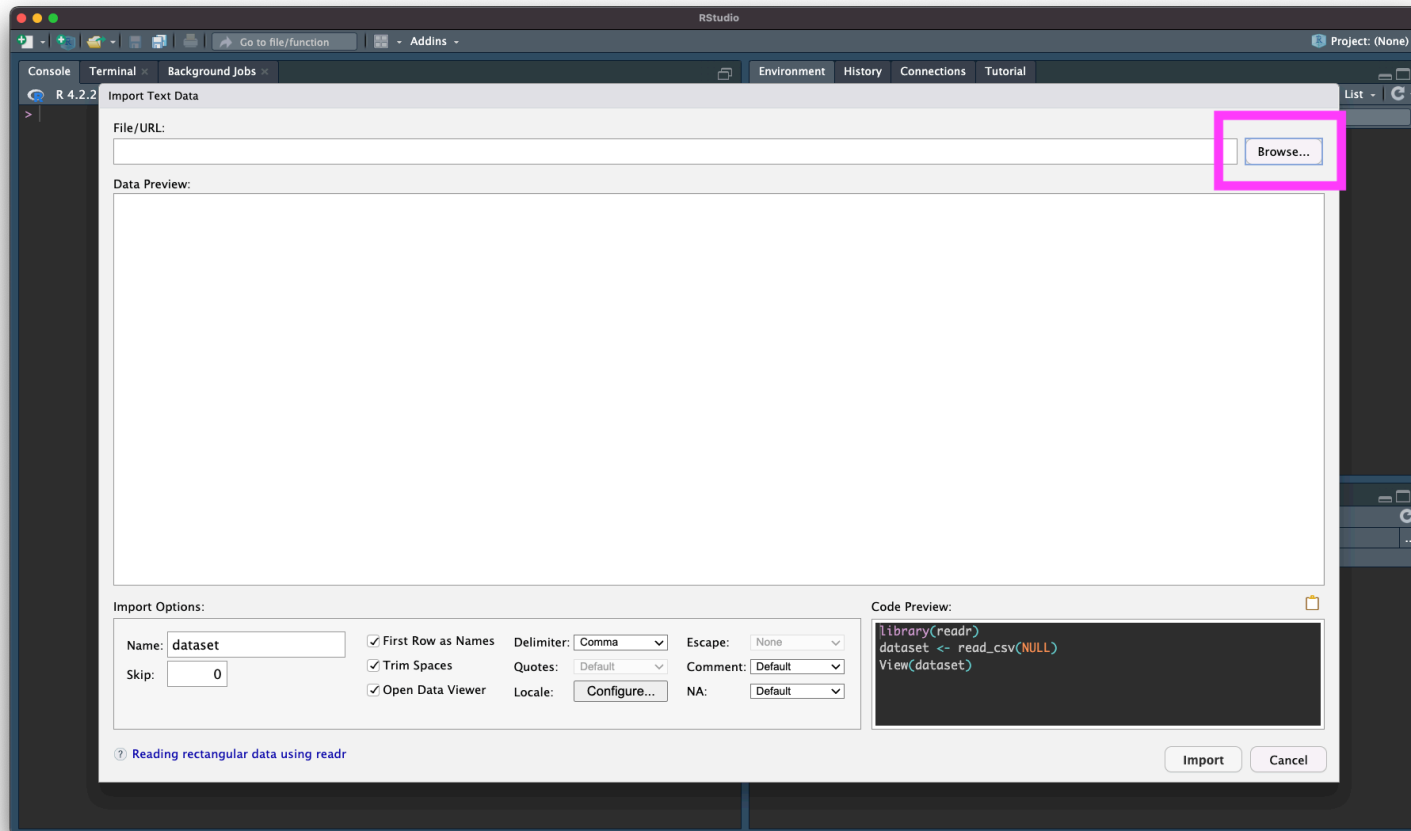 RStudio
Go to file/function
Addins
Project: (None)
Console Terminal Background Jobs
Environment History Connections Tutorial
R 4.2.2
Import Text Data
List
>
File/URL:
Browse...
Data Preview:
Import Options:
Name: dataset
Skip: 0
First Row as Names
Trim Spaces
Open Data Viewer
Delimiter: Comma
Quotes: Default
Locale: Configure...
Escape: None
Comment: Default
NA: Default
Code Preview:
library(readr)
dataset <- read_csv(NULL)
View(dataset)
? Reading rectangular data using readr
Import Cancel